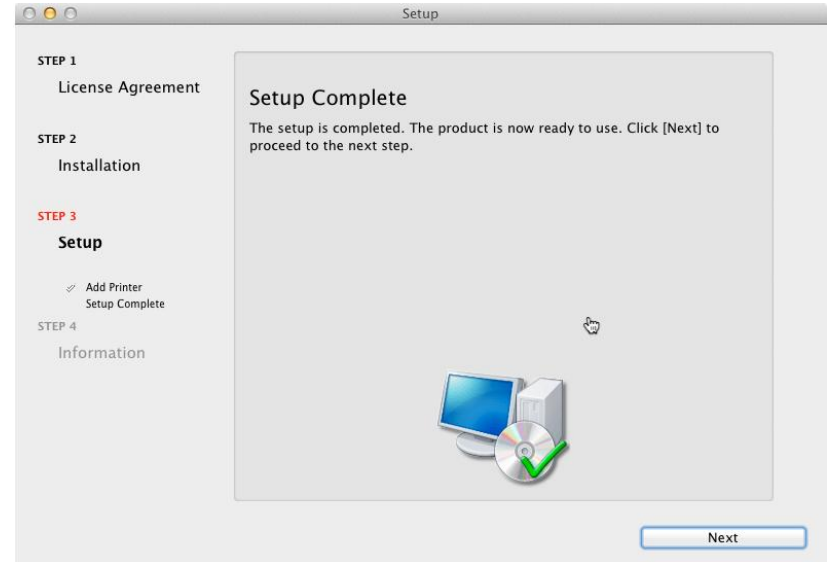 Setup
STEP 1
License Agreement
STEP 2
Installation
STEP 3
Setup
Add Printer
Setup Complete
STEP 4
Information
Setup Complete
The setup is completed. The product is now ready to use. Click [Next] to
proceed to the next step.
Next